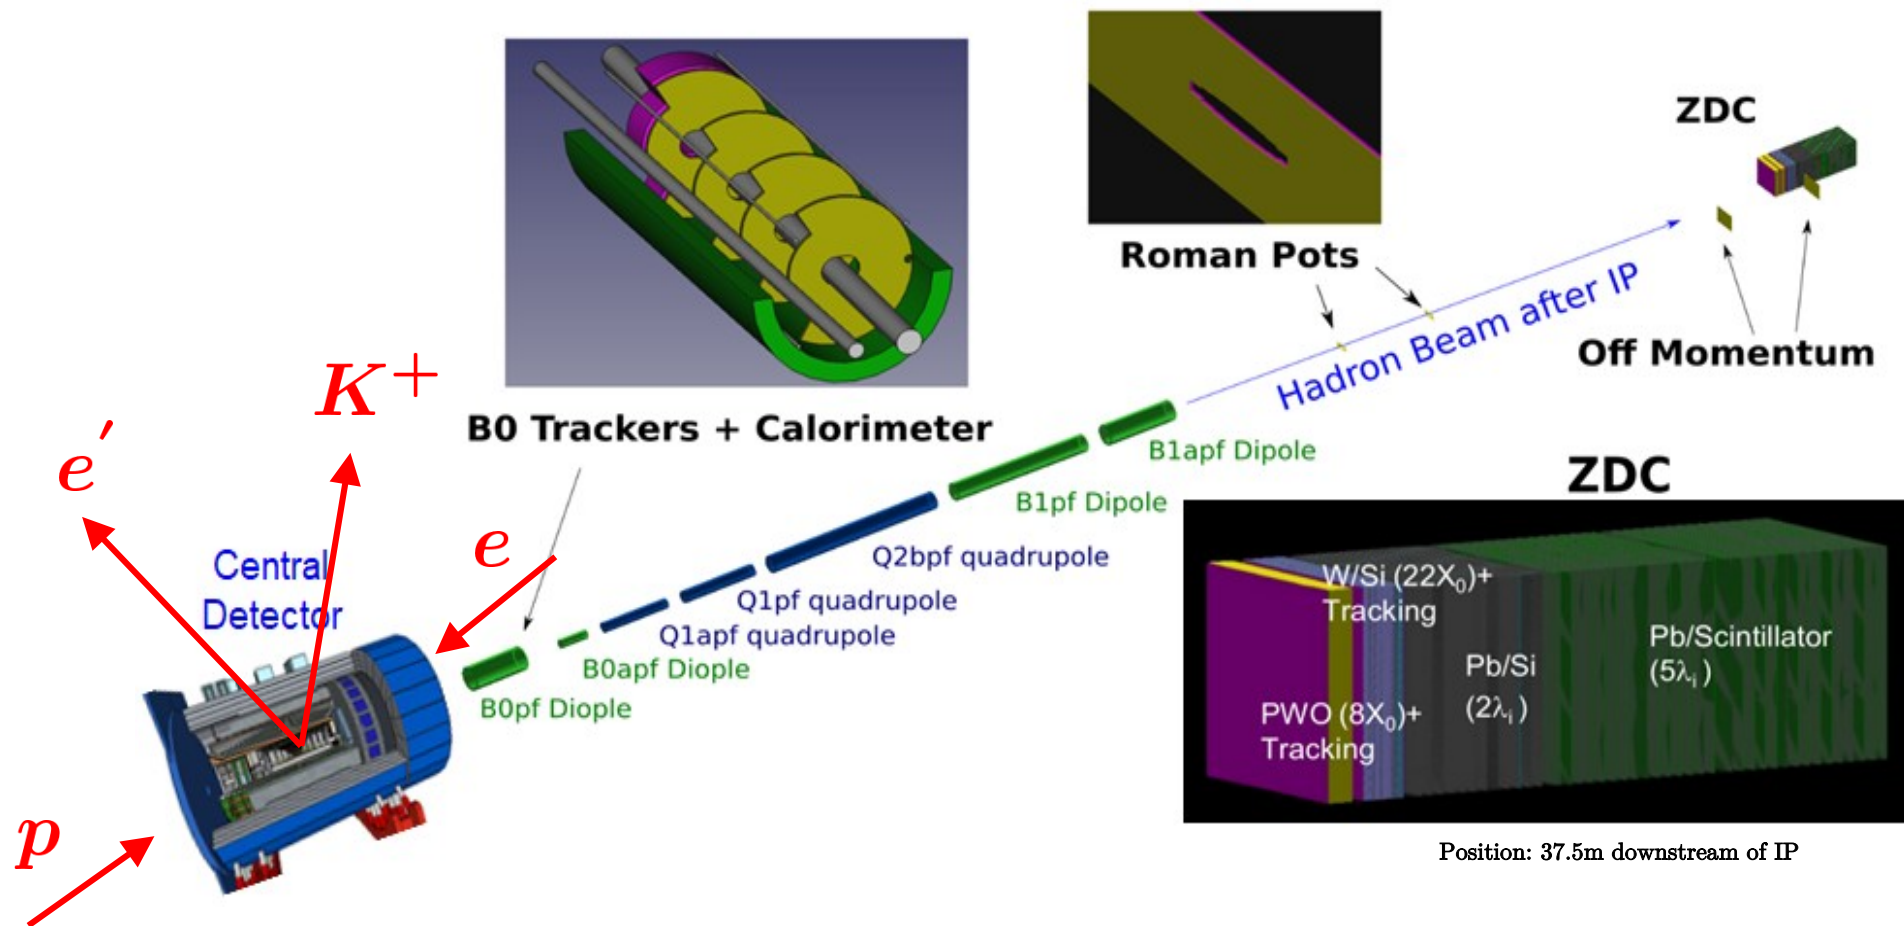 ZDC
Roman Pots
Hadron Beam after IP
Off Momentum
K⁺
e′
B0 Trackers + Calorimeter
B1apf Dipole
ZDC
B1pf Dipole
e
Central
Detector
Q2bpf quadrupole
Q1pf quadrupole
Q1apf quadrupole
B0apf Diople
B0pf Diople
W/Si (22X₀)+
Tracking
Pb/Scintillator
(5λᵢ)
Pb/Si
(2λᵢ)
PWO (8X₀)+
Tracking
p
Position: 37.5m downstream of IP